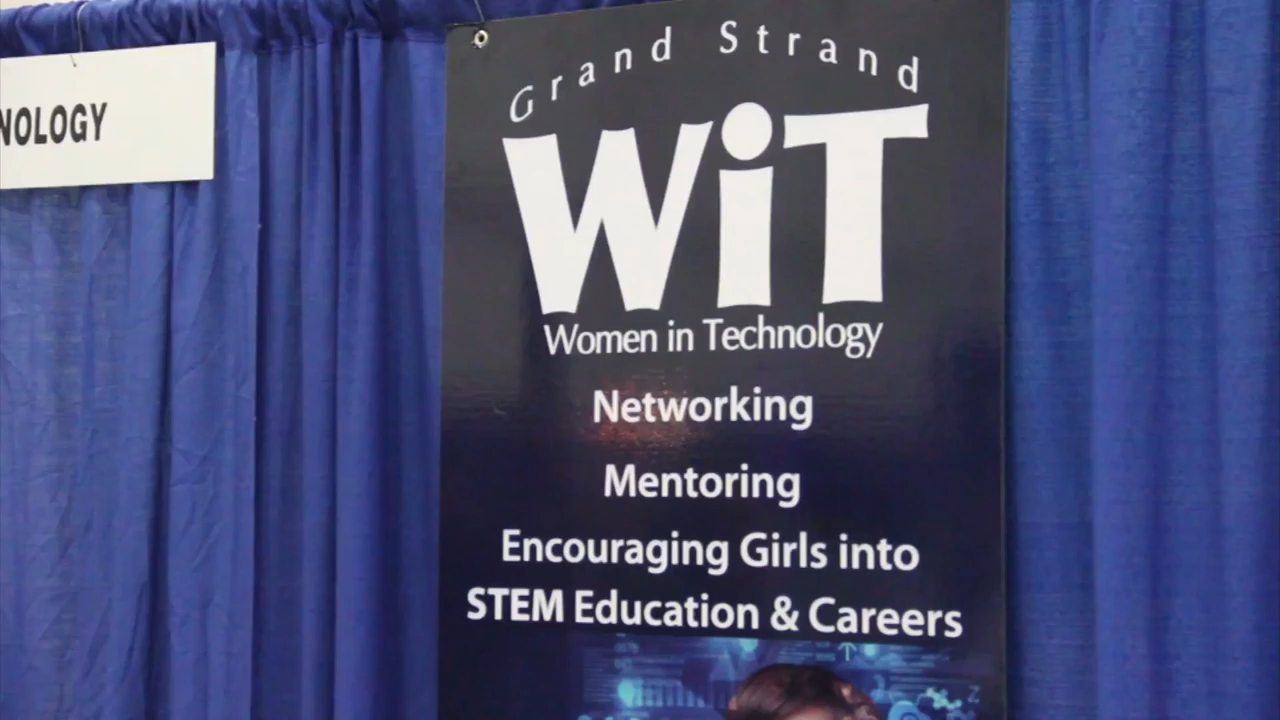 NOLOGY
Grand Strand
WiT
Women in Technology
Networking
Mentoring
Encouraging Girls into
STEM Education & Careers